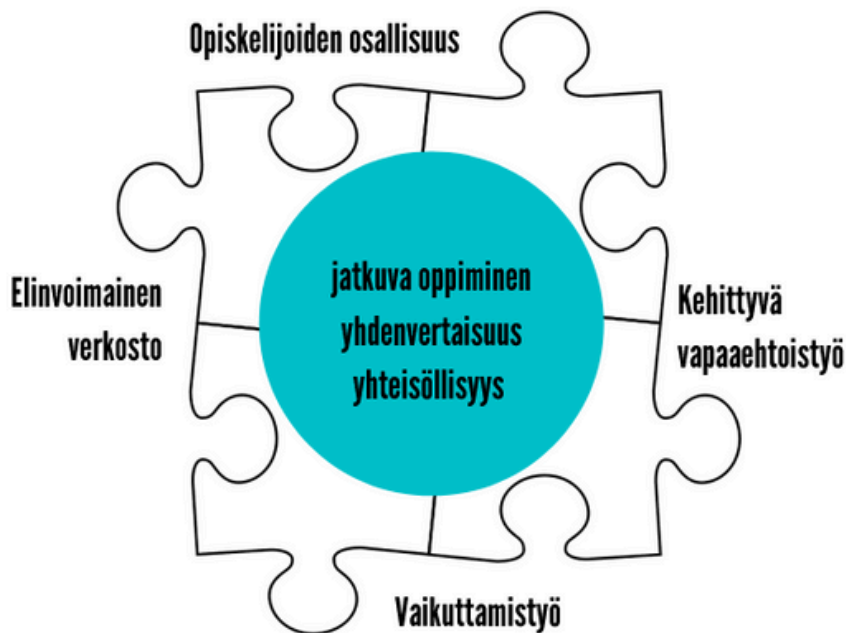 Opiskelijoiden osallisuus
Elinvoimainen
verkosto
jatkuva oppiminen
yhdenvertaisuus
yhteisöllisyys
Kehittyvä
vapaaehtoistyö
Vaikuttamistyö